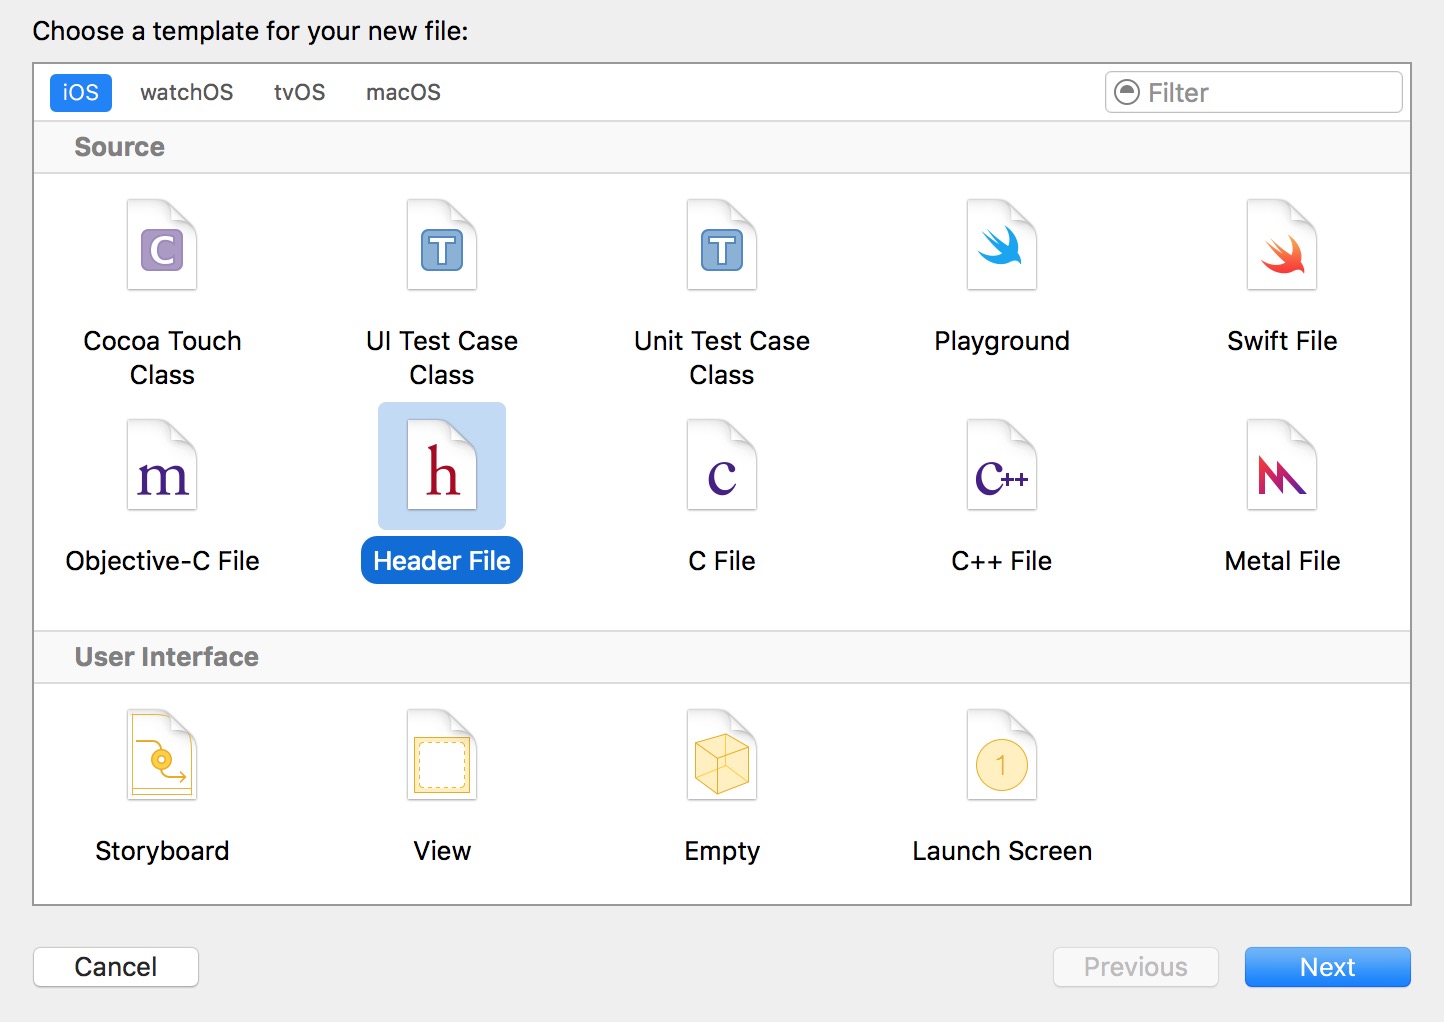 Choose a template for your new file:
iOS watchOS tvOS macOS Filter
Source
C T T
Cocoa Touch Class
UI Test Case Class
Unit Test Case Class
Playground
Swift File
m h c C++
Objective-C File
Header File
C File
C++ File
Metal File
User Interface
1
Storyboard
View
Empty
Launch Screen
Cancel
Previous
Next